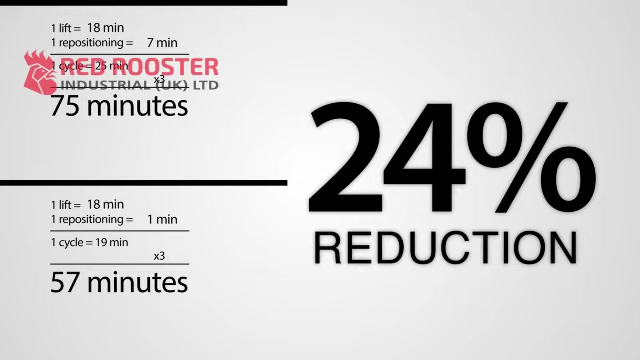 1 lift = 18 min
1 repositioning = 7 min
1 cycle = 25 min
x3
RED ROOSTER
INDUSTRIAL (UK) LTD
75 minutes
24%
REDUCTION
1 lift = 18 min
1 repositioning = 1 min
1 cycle = 19 min
x3
57 minutes